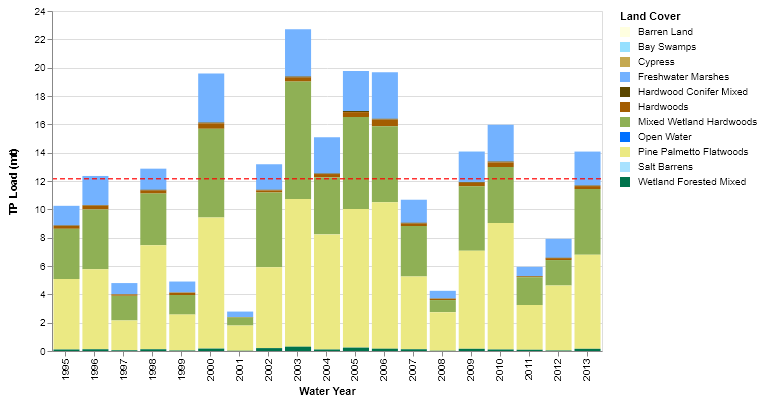 24
22
20
18
16
14
12
10
8
6
4
2
0
TP Load (mt)
1995 1996 1997 1998 1999 2000 2001 2002 2003 2004 2005 2006 2007 2008 2009 2010 2011 2012 2013
Water Year
Land Cover
Barren Land
Bay Swamps
Cypress
Freshwater Marshes
Hardwood Conifer Mixed
Hardwoods
Mixed Wetland Hardwoods
Open Water
Pine Palmetto Flatwoods
Salt Barrens
Wetland Forested Mixed